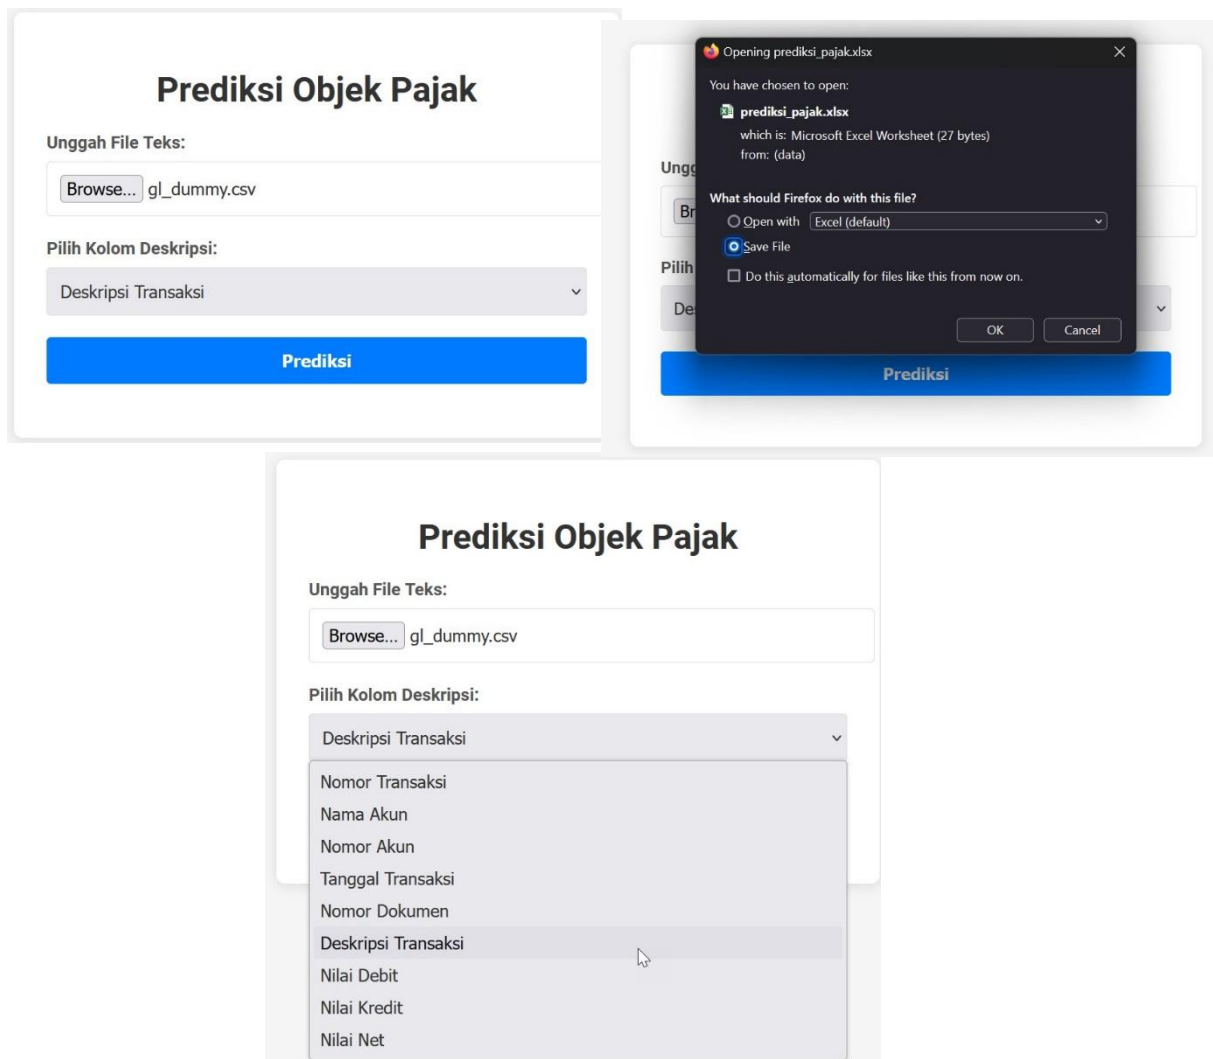 Prediksi Objek Pajak
Unggah File Teks:
Browse... gl_dummy.csv
Pilih Kolom Deskripsi:
Deskripsi Transaksi
Prediksi
Opening prediksi_pajak.xlsx
You have chosen to open:
prediksi_pajak.xlsx
which is: Microsoft Excel Worksheet (27 bytes)
from: (data)
What should Firefox do with this file?
Open with Excel (default)
Save File
Do this automatically for files like this from now on.
OK Cancel
Ungg
Br
Pilih
De
Prediksi
Prediksi Objek Pajak
Unggah File Teks:
Browse... gl_dummy.csv
Pilih Kolom Deskripsi:
Deskripsi Transaksi
Nomor Transaksi
Nama Akun
Nomor Akun
Tanggal Transaksi
Nomor Dokumen
Deskripsi Transaksi
Nilai Debit
Nilai Kredit
Nilai Net